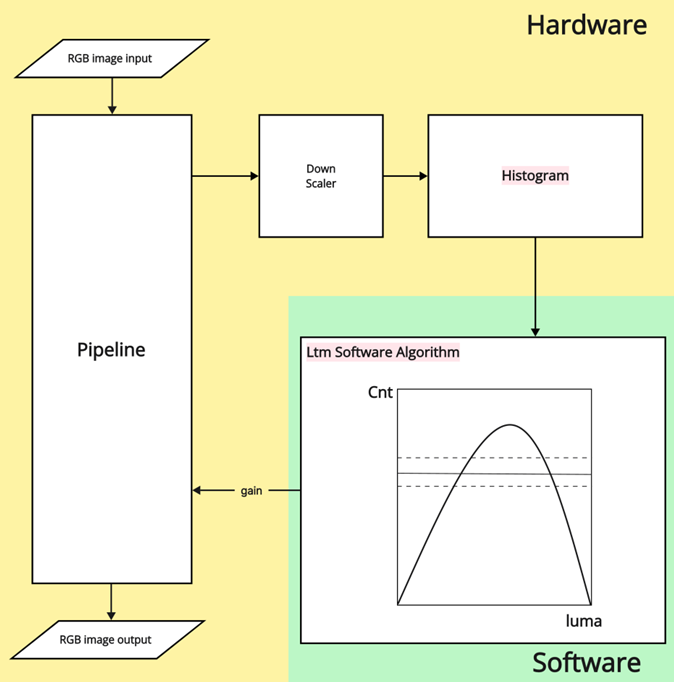 Hardware
RGB image input
Down
Scaler
Histogram
Pipeline
Ltm Software Algorithm
Cnt
gain
luma
RGB image output
Software